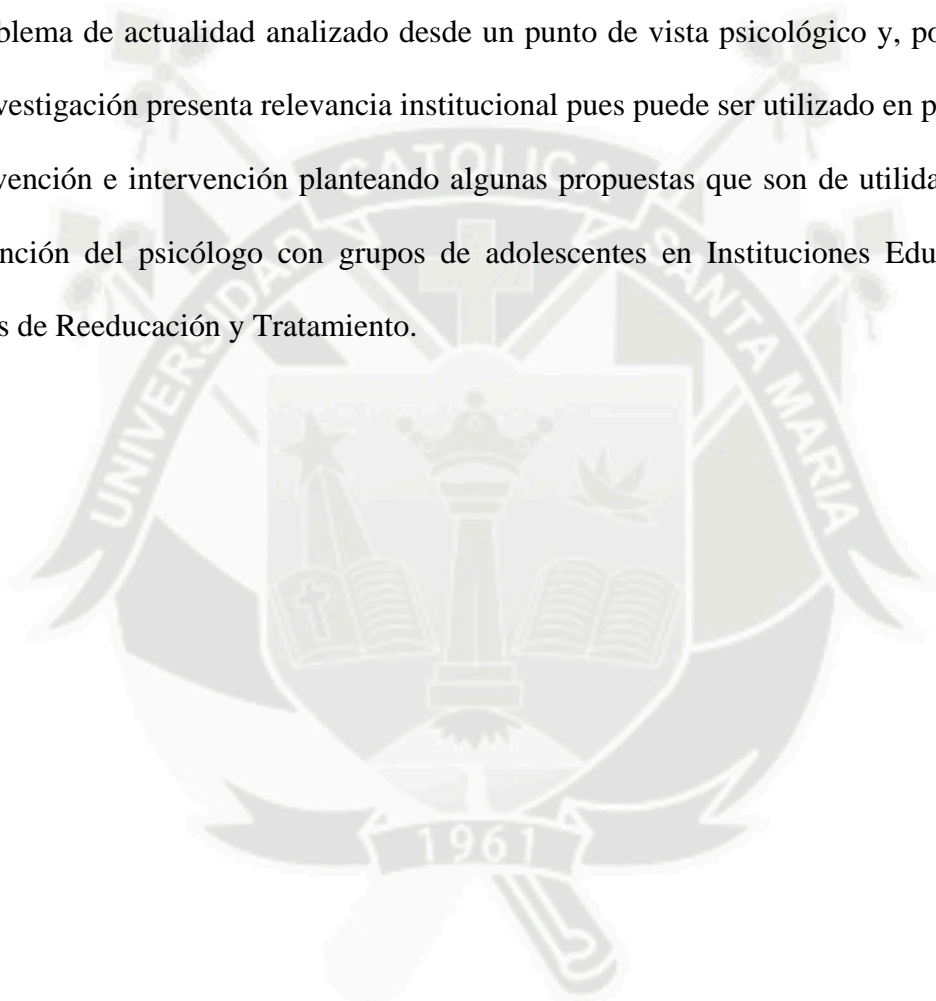 blema de actualidad analizado desde un punto de vista psicológico y, po
vestigación presenta relevancia institucional pues puede ser utilizado en p
vención e intervención planteando algunas propuestas que son de utilida
nción del psicólogo con grupos de adolescentes en Instituciones Edu
s de Reeducación y Tratamiento.
UNIVERSIDAD CATOLICA SANTA MARIA
1961